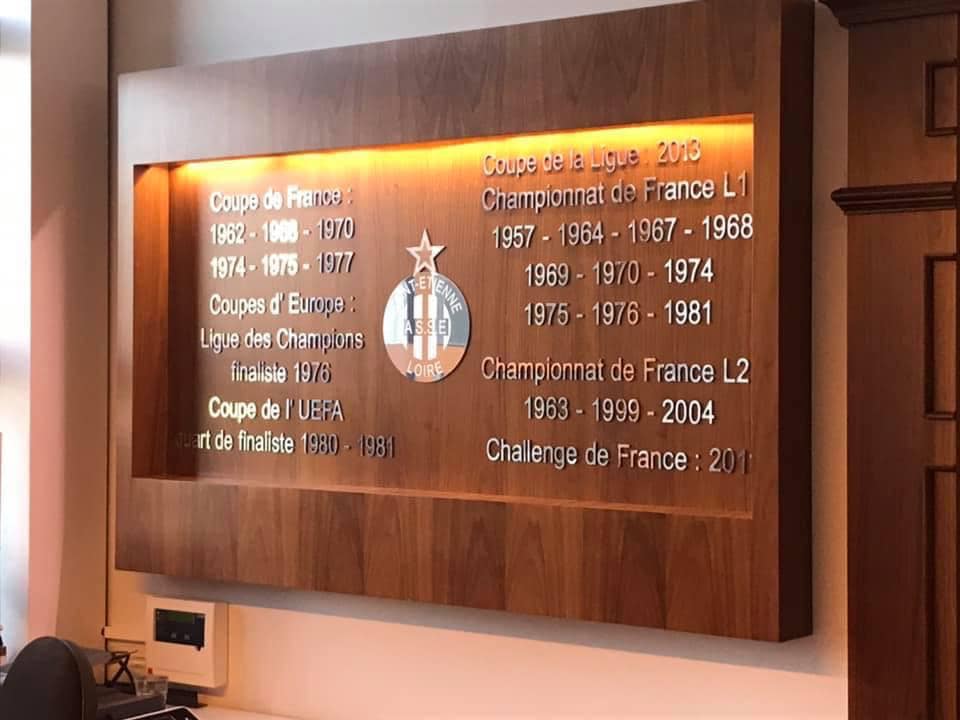 Coupe de France :
1962 - 1968 - 1970
1974 - 1975 - 1977
Coupes d' Europe :
Ligue des Champions
finaliste 1976
Coupe de l' UEFA
quart de finaliste 1980 - 1981
SAINT-ETIENNE
A.S.S.E
LOIRE
Coupe de la Ligue : 2013
Championnat de France L1
1957 - 1964 - 1967 - 1968
1969 - 1970 - 1974
1975 - 1976 - 1981
Championnat de France L2
1963 - 1999 - 2004
Challenge de France :